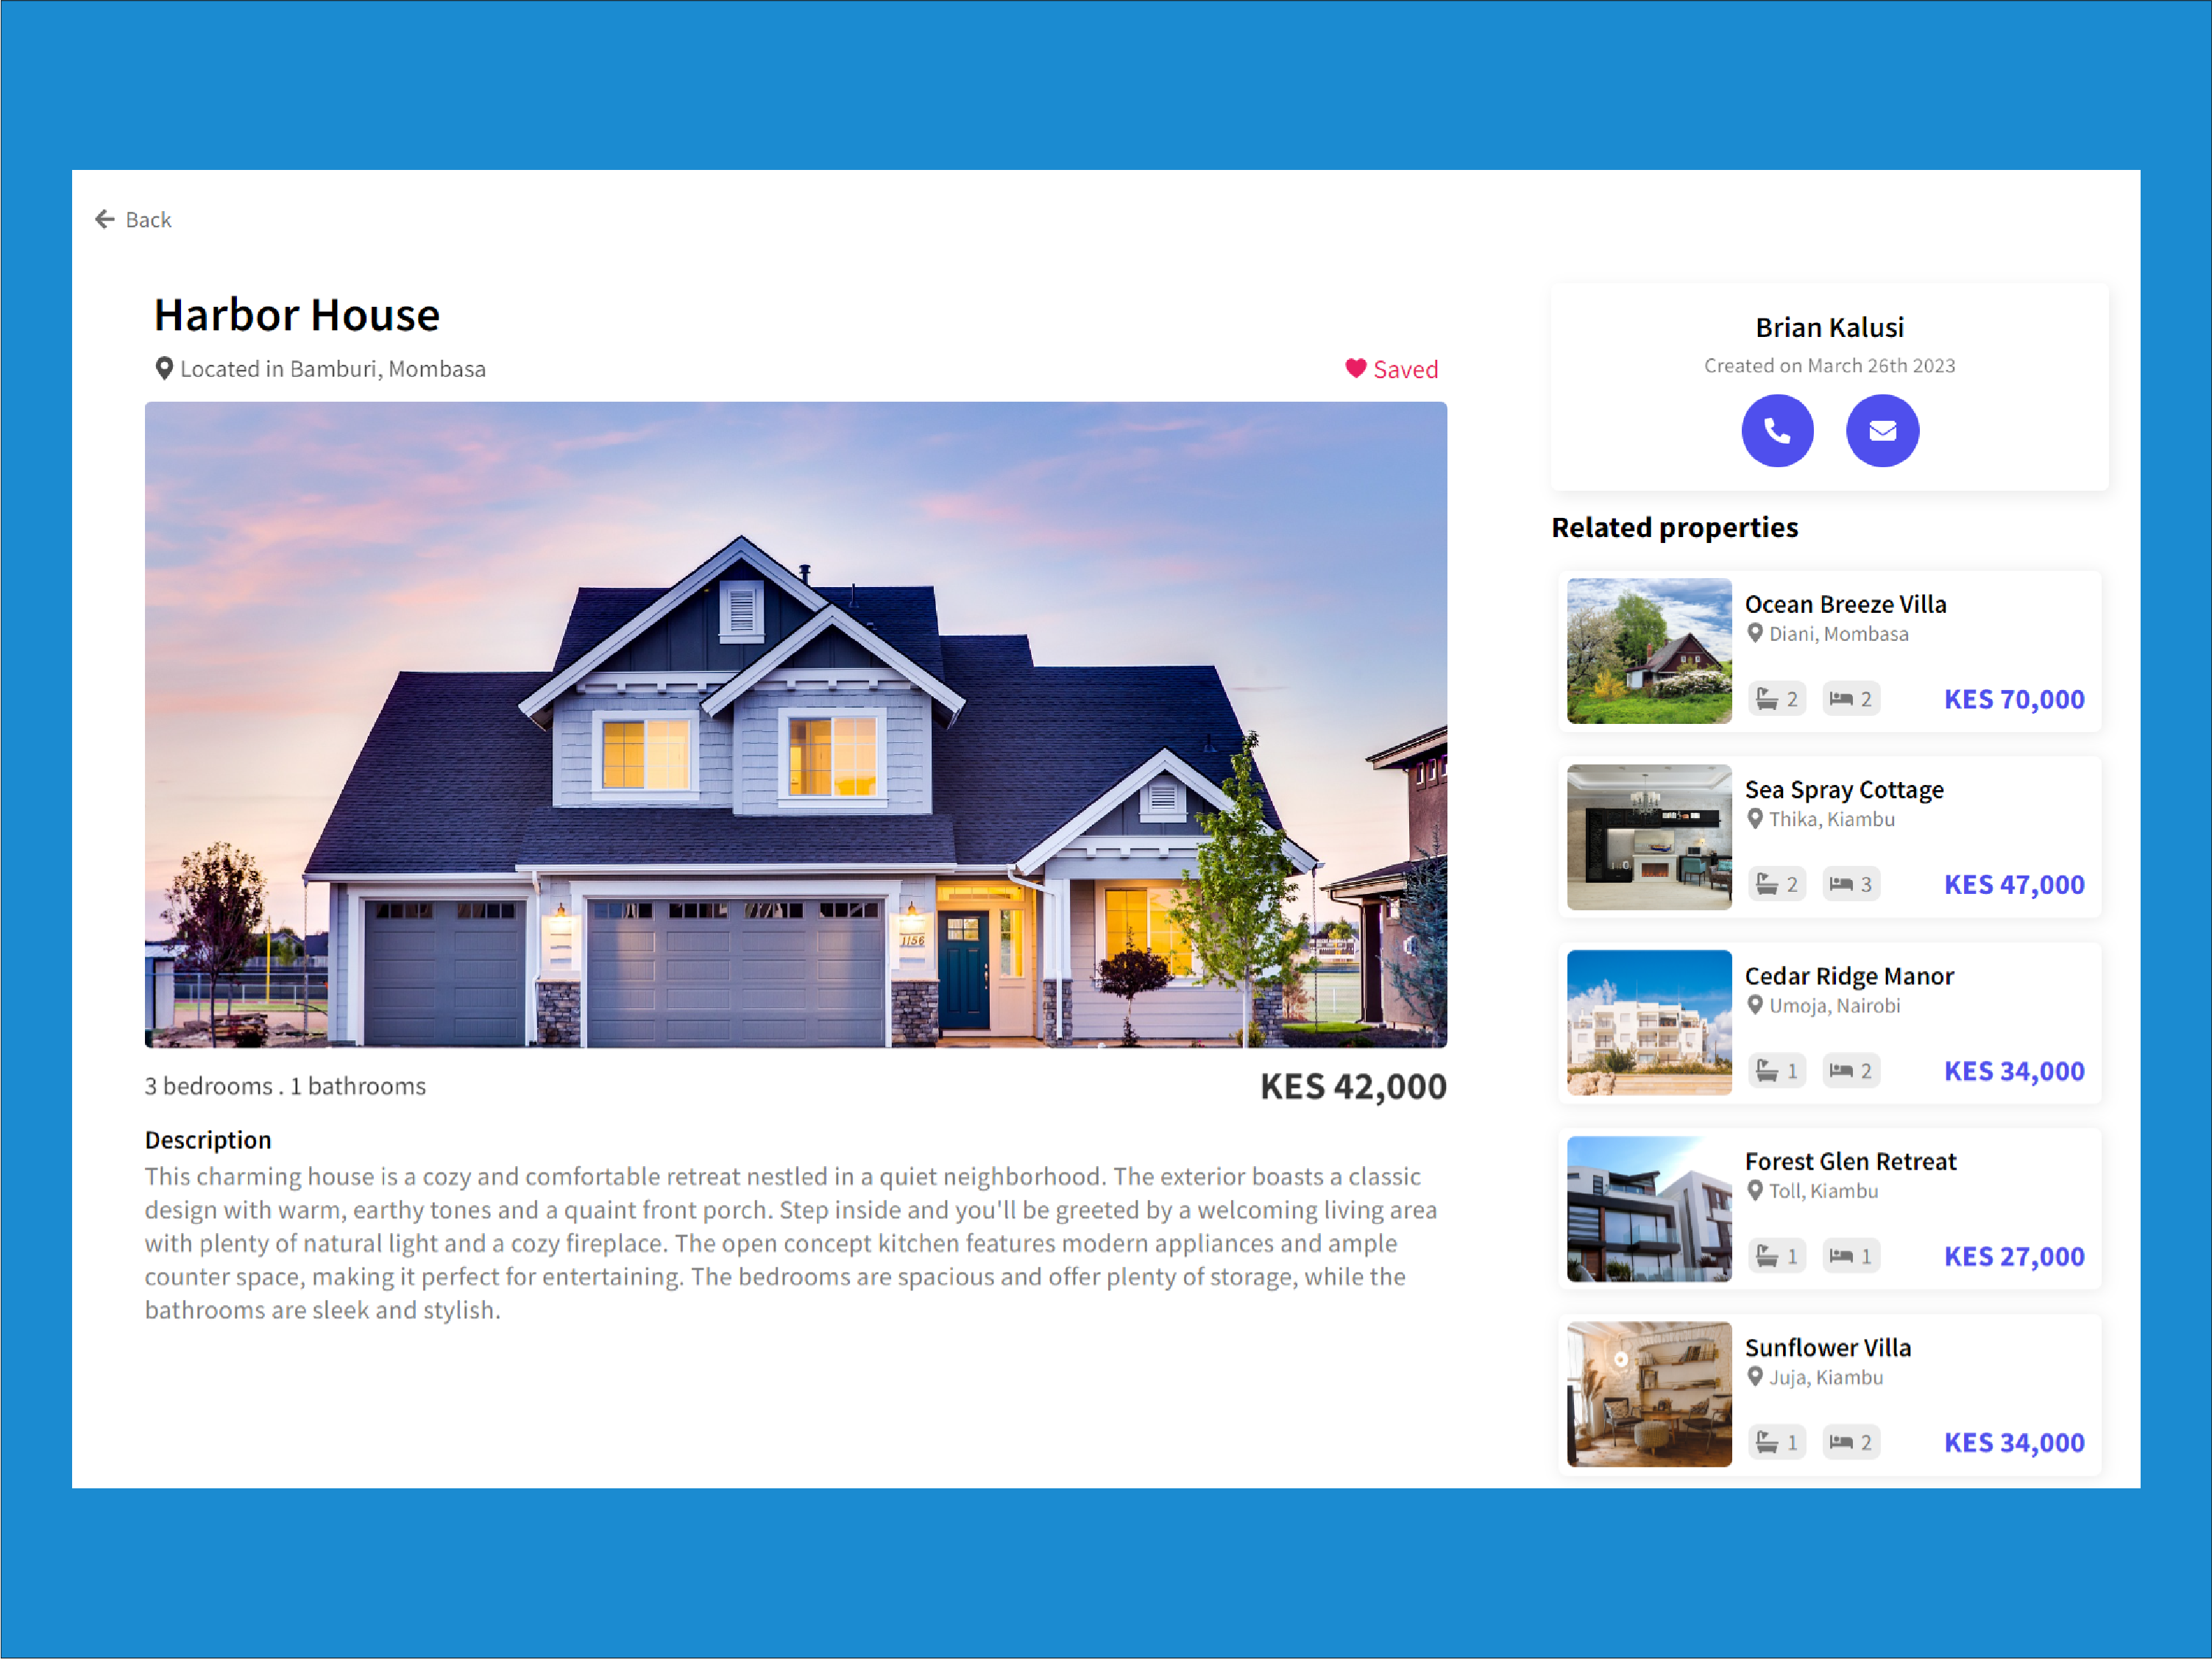 Back
Harbor House
Located in Bamburi, Mombasa
Saved
1156
3 bedrooms . 1 bathrooms
KES 42,000
Description
This charming house is a cozy and comfortable retreat nestled in a quiet neighborhood. The exterior boasts a classic
design with warm, earthy tones and a quaint front porch. Step inside and you'll be greeted by a welcoming living area
with plenty of natural light and a cozy fireplace. The open concept kitchen features modern appliances and ample
counter space, making it perfect for entertaining. The bedrooms are spacious and offer plenty of storage, while the
bathrooms are sleek and stylish.
Brian Kalusi
Created on March 26th 2023
Related properties
Ocean Breeze Villa
Diani, Mombasa
2 2 KES 70,000
Sea Spray Cottage
Thika, Kiambu
2 3 KES 47,000
Cedar Ridge Manor
Umoja, Nairobi
1 2 KES 34,000
Forest Glen Retreat
Toll, Kiambu
1 1 KES 27,000
Sunflower Villa
Juja, Kiambu
1 2 KES 34,000